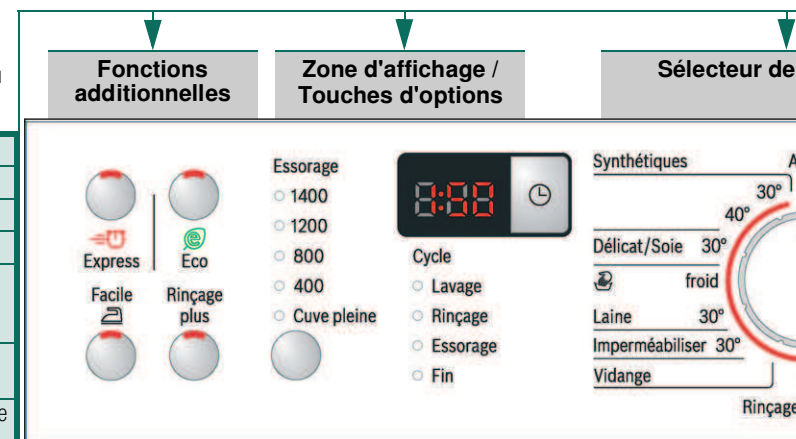 Fonctions
additionnelles
Zone d'affichage /
Touches d'options
Sélecteur de
Express
Eco
Facile
Rinçage
plus
Essorage
1400
1200
800
400
Cuve pleine
1:50
Cycle
Lavage
Rinçage
Essorage
Fin
Synthétiques
A
30°
40°
Délicat/Soie 30°
froid
Laine 30°
Imperméabiliser 30°
Vidange
Rinçage
e